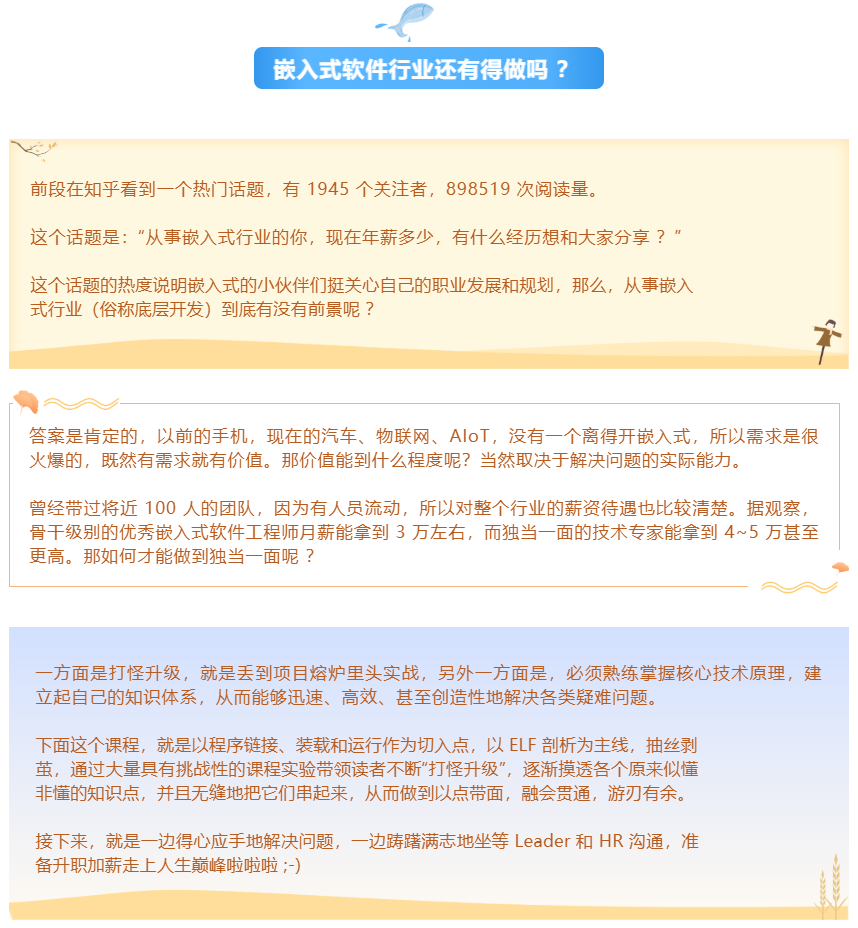 嵌入式软件行业还有得做吗？
前段在知乎看到一个热门话题，有 1945 个关注者，898519 次阅读量。
这个话题是：“从事嵌入式行业的你，现在年薪多少，有什么经历想和大家分享 ？”
这个话题的热度说明嵌入式的小伙伴们挺关心自己的职业发展和规划，那么，从事嵌入
式行业（俗称底层开发）到底有没有前景呢 ？
答案是肯定的，以前的手机，现在的汽车、物联网、AIoT，没有一个离得开嵌入式，所以需求是很
火爆的，既然有需求就有价值。那价值能到什么程度呢？当然取决于解决问题的实际能力。
曾经带过将近 100 人的团队，因为有人员流动，所以对整个行业的薪资待遇也比较清楚。据观察，
骨干级别的优秀嵌入式软件工程师月薪能拿到 3 万左右，而独当一面的技术专家能拿到 4~5 万甚至
更高。那如何才能做到独当一面呢 ？
一方面是打怪升级，就是丢到项目熔炉里头实战，另外一方面是，必须熟练掌握核心技术原理，建
立起自己的知识体系，从而能够迅速、高效、甚至创造性地解决各类疑难问题。
下面这个课程，就是以程序链接、装载和运行作为切入点，以 ELF 剖析为主线，抽丝剥
茧，通过大量具有挑战性的课程实验带领读者不断“打怪升级”，逐渐摸透各个原来似懂
非懂的知识点，并且无缝地把它们串起来，从而做到以点带面，融会贯通，游刃有余。
接下来，就是一边得心应手地解决问题，一边踌躇满志地坐等 Leader 和 HR 沟通，准
备升职加薪走上人生巅峰啦啦啦 ;-)